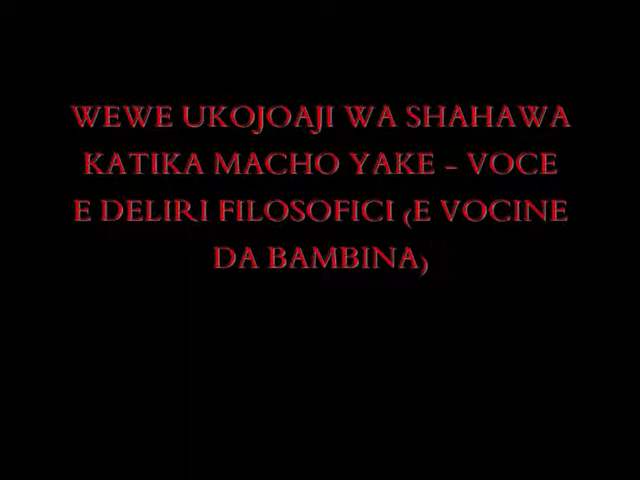 WEWE UKOJOAJI WA SHAHAWA
KATIKA MACHO YAKE - VOCE
E DELIRI FILOSOFICI (E VOCINE
DA BAMBINA)